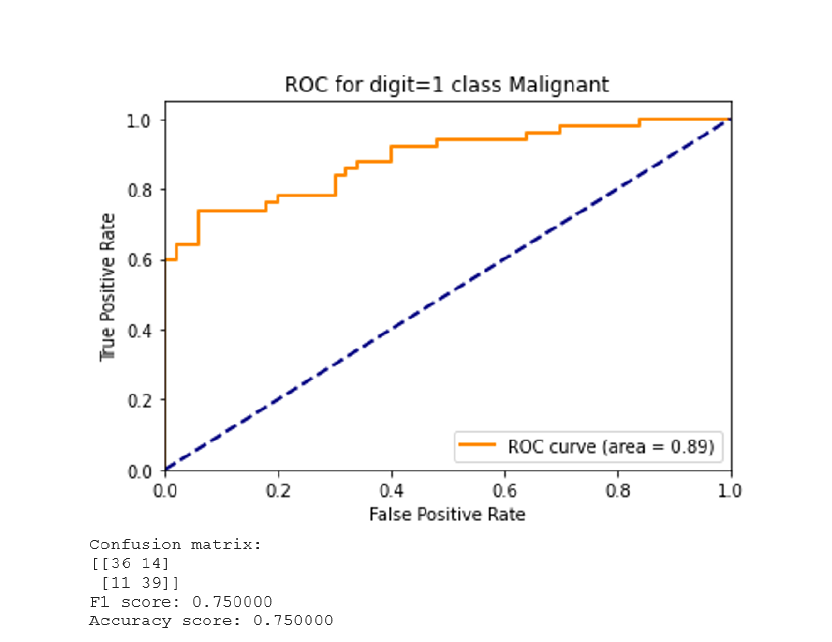 ROC for digit=1 class Malignant
1.0
0.8
0.6
0.4
0.2
0.0
True Positive Rate
0.0 0.2 0.4 0.6 0.8 1.0
False Positive Rate
ROC curve (area = 0.89)
Confusion matrix:
[[36 14]
[11 39]]
F1 score: 0.750000
Accuracy score: 0.750000